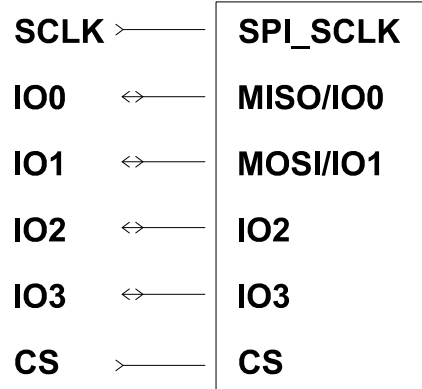 SCLK SPI_SCLK
IO0 MISO/IO0
IO1 MOSI/IO1
IO2 IO2
IO3 IO3
CS CS